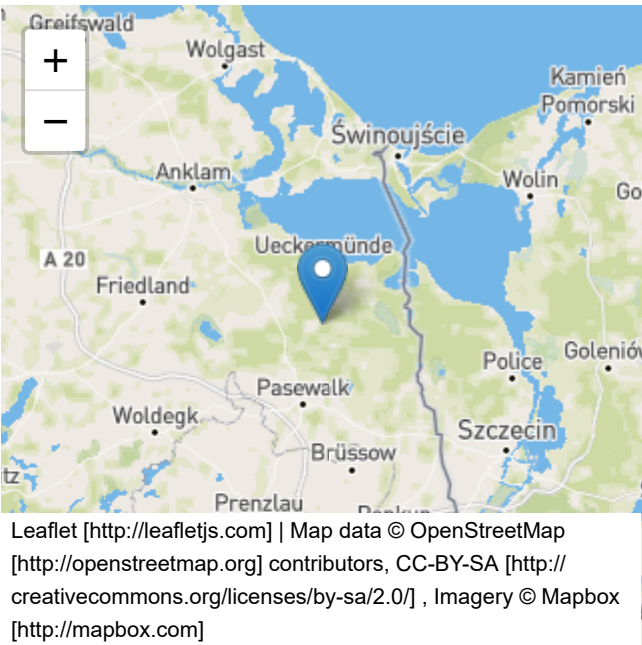 Greifswald
Wolgast
Kamień
Pomorski
+
−
Świnoujście
Anklam
Wolin
Go
Ueckermünde
A 20
Friedland
Goleniów
Police
Pasewalk
Woldegk
Szczecin
Brüssow
tz
Prenzlau
Leaflet [http://leafletjs.com] | Map data © OpenStreetMap
[http://openstreetmap.org] contributors, CC-BY-SA [http://
creativecommons.org/licenses/by-sa/2.0/] , Imagery © Mapbox
[http://mapbox.com]